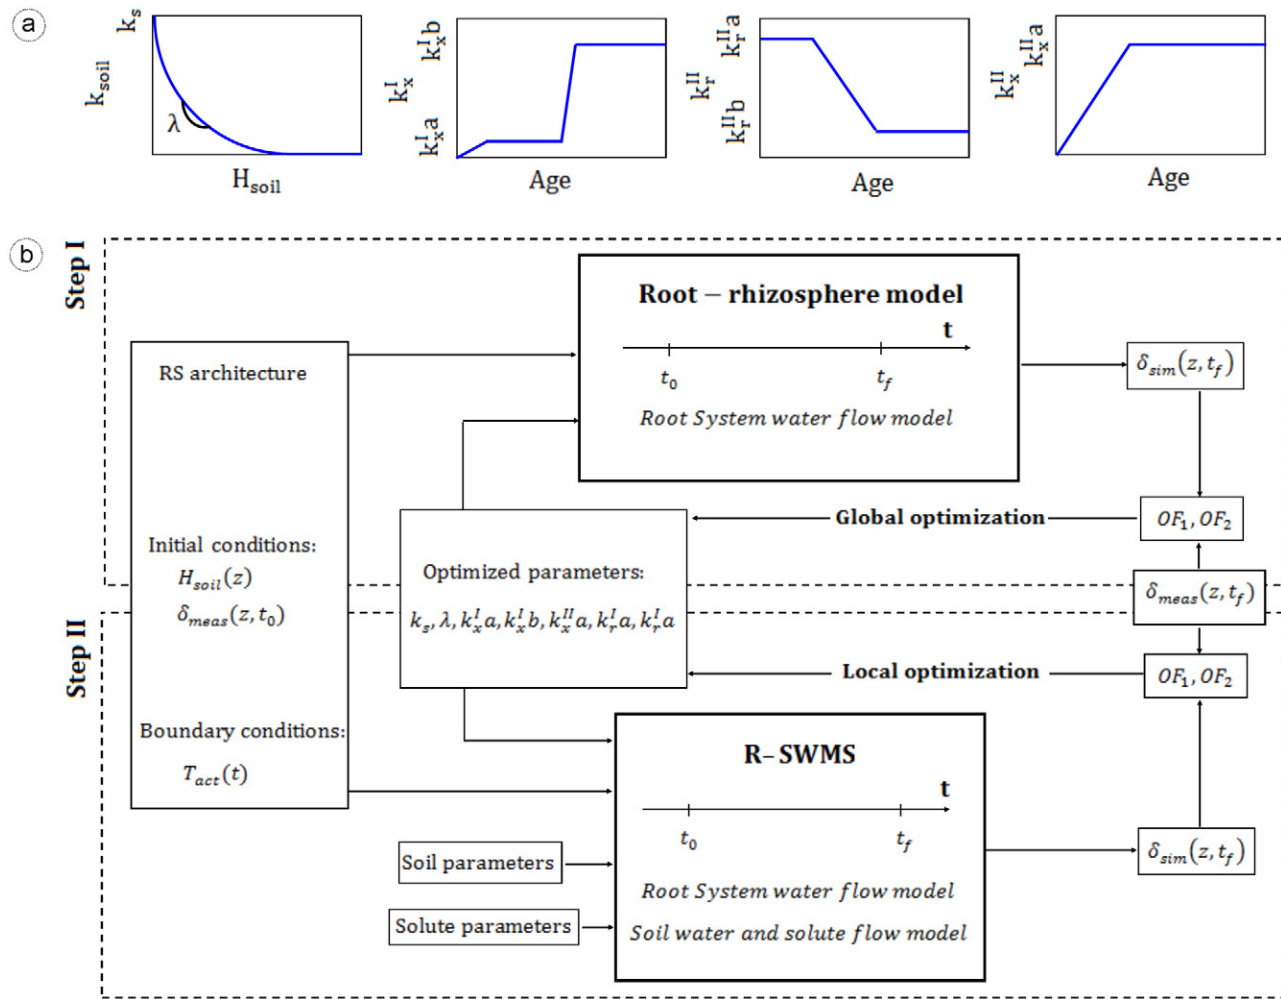 a
k_s
k_soil
λ
H_soil
k_x^I b
k_x^I
k_x^I a
Age
k_r^II a
k_r^II
k_r^II b
Age
k_x^II a
k_x^II
Age
b
Step I
Root – rhizosphere model
t
t_0
t_f
Root System water flow model
δ_sim(z, t_f)
RS architecture
Initial conditions:
H_soil(z)
δ_meas(z, t_0)
Boundary conditions:
T_act(t)
Global optimization
OF_1, OF_2
Optimized parameters:
k_s, λ, k_x^I a, k_x^I b, k_x^II a, k_r^I a, k_r^I a
δ_meas(z, t_f)
Step II
Local optimization
OF_1, OF_2
R– SWMS
t
t_0
t_f
Root System water flow model
Soil water and solute flow model
Soil parameters
Solute parameters
δ_sim(z, t_f)